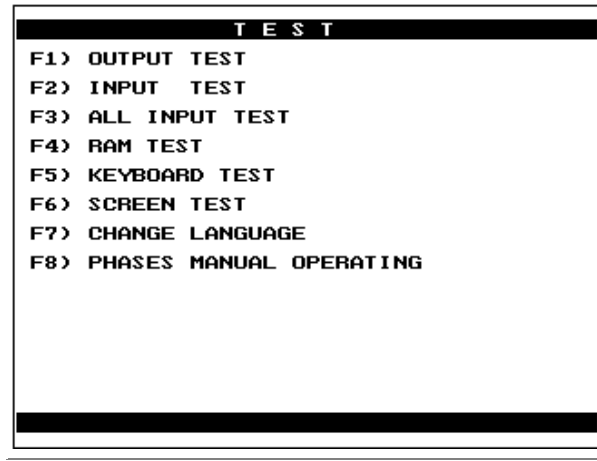 T E S T
F1) OUTPUT TEST
F2) INPUT  TEST
F3) ALL INPUT TEST
F4) RAM TEST
F5) KEYBOARD TEST
F6) SCREEN TEST
F7) CHANGE LANGUAGE
F8) PHASES MANUAL OPERATING